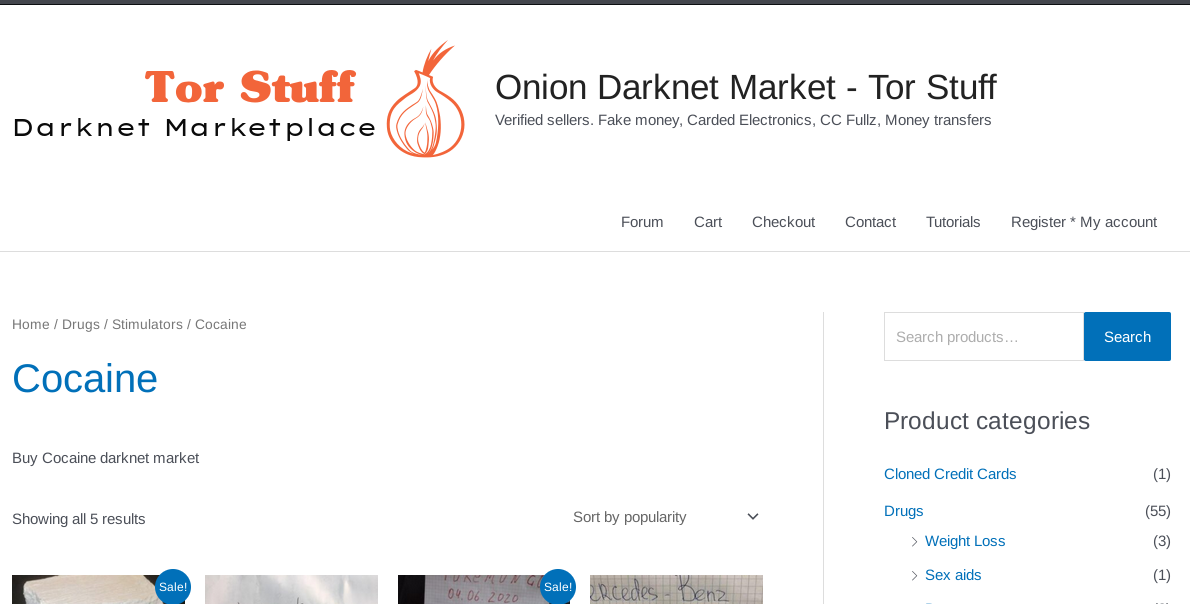 Tor Stuff
Darknet Marketplace
Onion Darknet Market - Tor Stuff
Verified sellers. Fake money, Carded Electronics, CC Fullz, Money transfers
Forum Cart Checkout Contact Tutorials Register * My account
Home / Drugs / Stimulators / Cocaine
Cocaine
Buy Cocaine darknet market
Showing all 5 results
Sort by popularity
Sale!
Sale!
04.06 2020
Benz
Search products…
Search
Product categories
Cloned Credit Cards (1)
Drugs (55)
Weight Loss (3)
Sex aids (1)